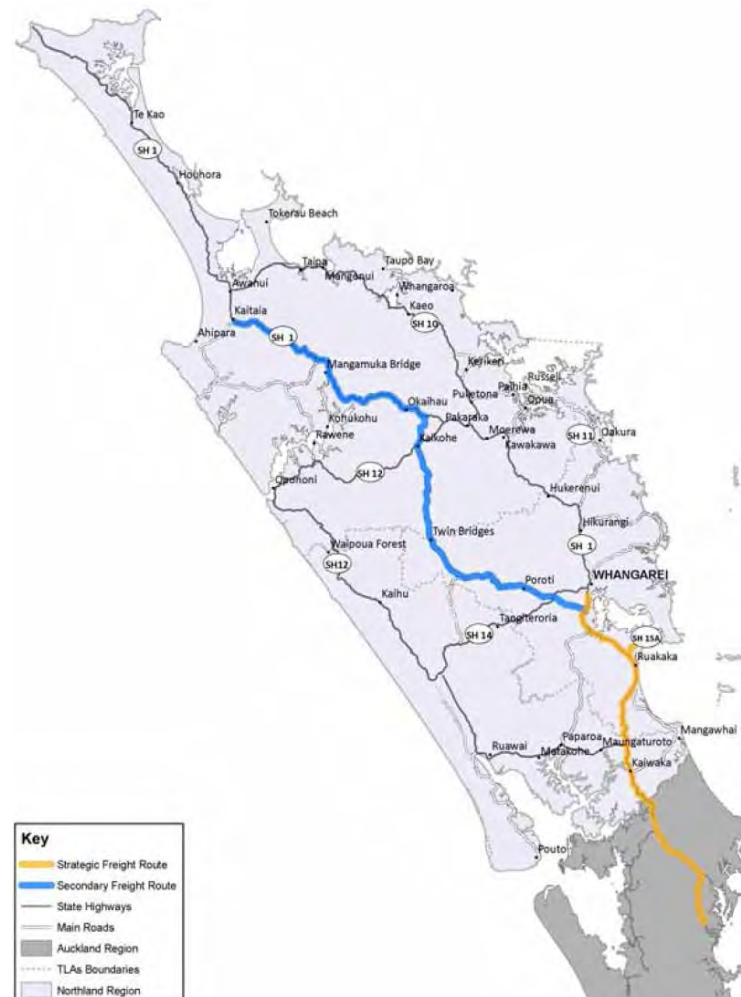 Te Kao
SH 1
Houhora
Tokerau Beach
Taipa
Taupo Bay
Mangonui
Awanui
Whangaroa
Kaeo
Kaitaia
SH 10
Ahipara
SH 1
Mangamuka Bridge
Kerikeri
Russell
Paihia
Puketona
Opua
Okaihau
Pakaraka
Kohukohu
Moerewa
SH 11
Oakura
Rawene
Kaikohe
Kawakawa
SH 12
Opononi
Hukerenui
Twin Bridges
Hikurangi
Waipoua Forest
SH 1
SH12
WHANGAREI
Poroti
Kaihu
Tangiteroria
SH 14
SH 15A
Ruakaka
Mangawhai
Paparoa
Maungaturoto
Ruawai
Matakohe
Kaiwaka
Pouto
Key
Strategic Freight Route
Secondary Freight Route
State Highways
Main Roads
Auckland Region
TLAs Boundaries
Northland Region